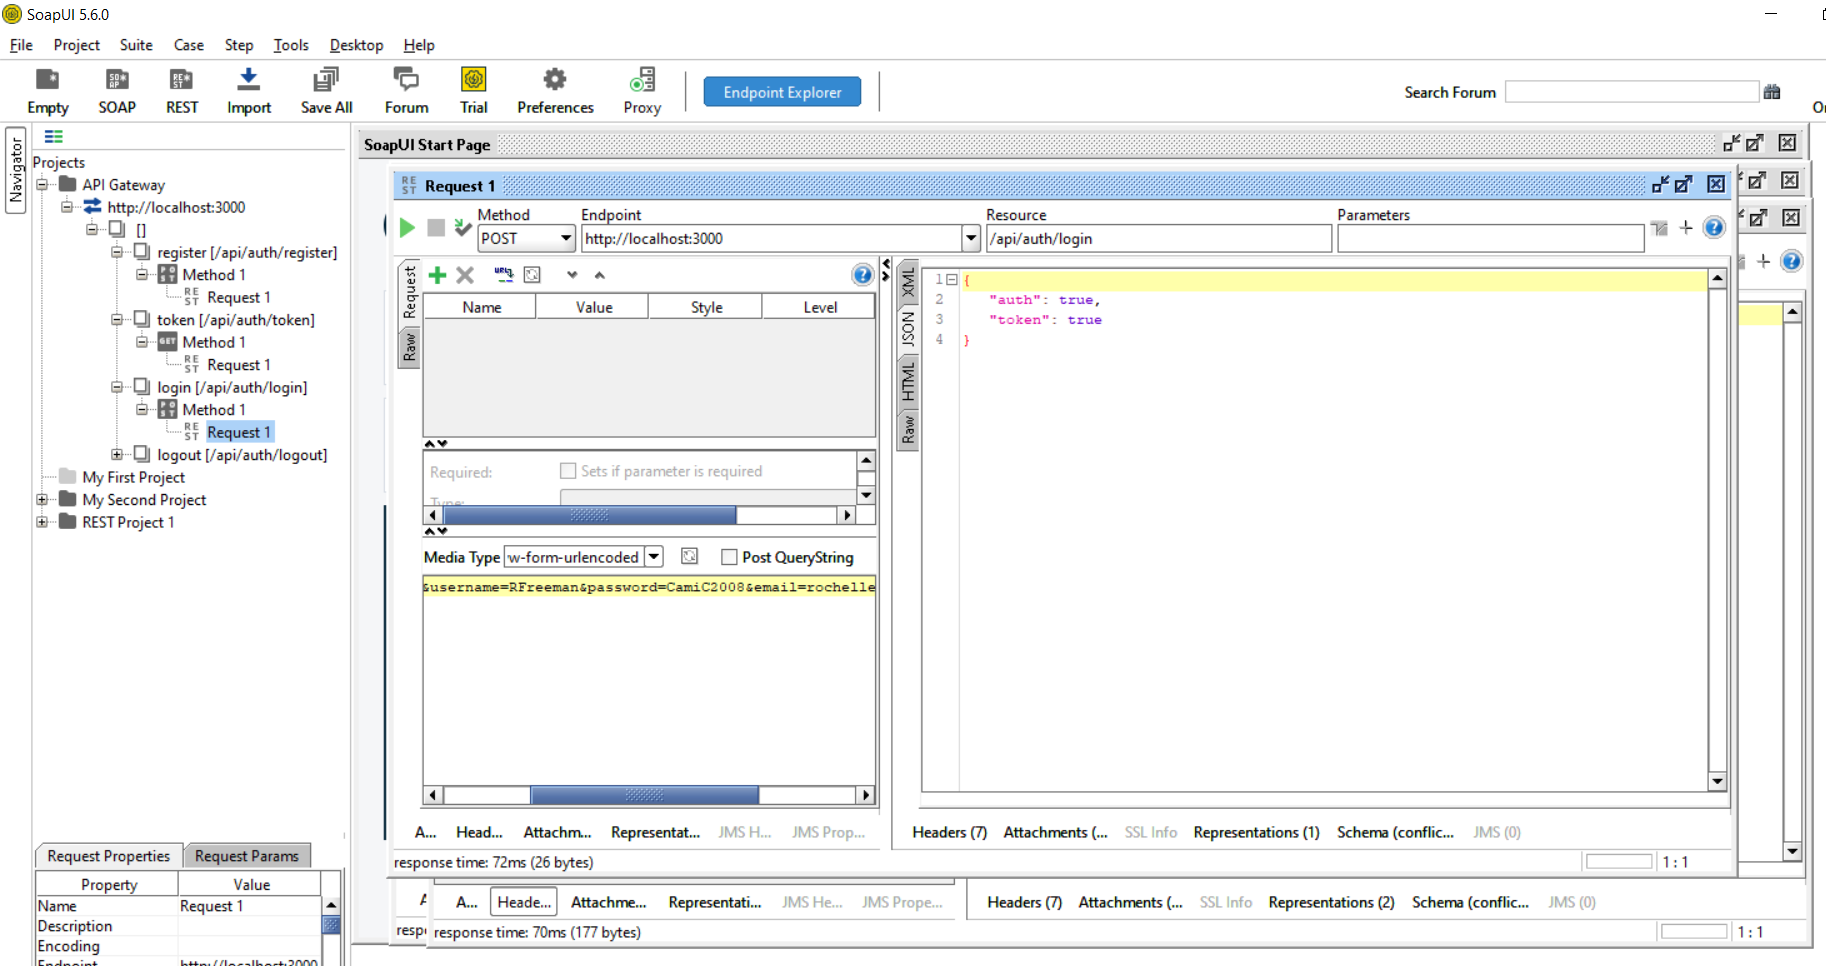 SoapUI 5.6.0
File Project Suite Case Step Tools Desktop Help
Empty SOAP REST Import Save All Forum Trial Preferences Proxy Endpoint Explorer
Search Forum
Navigator
Projects
API Gateway
http://localhost:3000
[]
register [/api/auth/register]
Method 1
Request 1
token [/api/auth/token]
Method 1
Request 1
login [/api/auth/login]
Method 1
Request 1
logout [/api/auth/logout]
My First Project
My Second Project
REST Project 1
Request Properties Request Params
Property Value
Name Request 1
Description
Encoding
Endpoint http://localhost:3000
SoapUI Start Page
Request 1
Method Endpoint Resource Parameters
POST http://localhost:3000 /api/auth/login
Request
Raw
Name Value Style Level
Required: Sets if parameter is required
Type:
Media Type w-form-urlencoded Post QueryString
&username=RFreeman&password=CamiC2008&email=rochelle
XML
JSON
HTML
Raw
1 {
2 "auth": true,
3 "token": true
4 }
A... Head... Attachm... Representat... JMS H... JMS Prop...
Headers (7) Attachments (... SSL Info Representations (1) Schema (conflic... JMS (0)
response time: 72ms (26 bytes) 1 : 1
A... Heade... Attachme... Representati... JMS He... JMS Prope...
Headers (7) Attachments (... SSL Info Representations (2) Schema (conflic... JMS (0)
resp response time: 70ms (177 bytes) 1 : 1